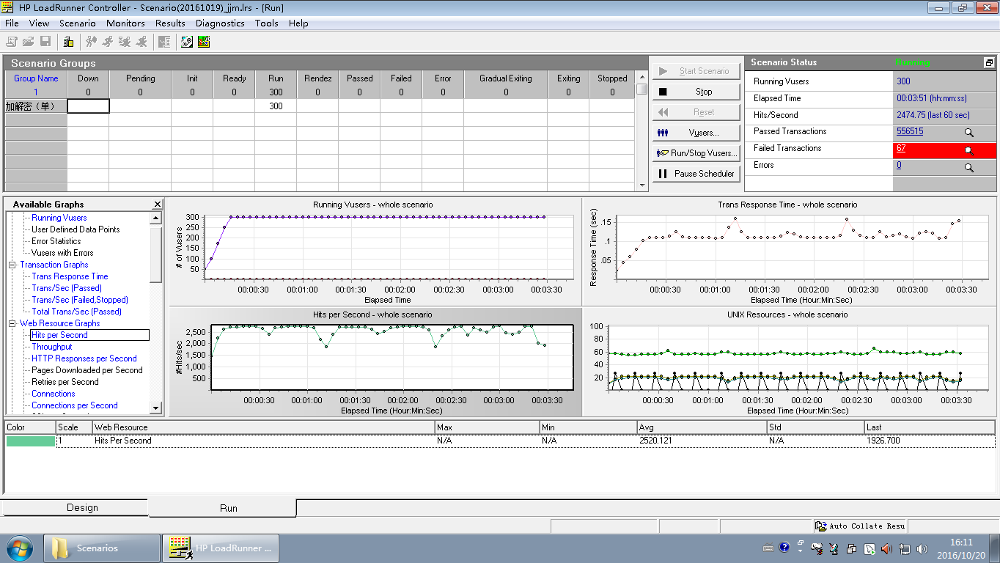 HP LoadRunner Controller - Scenario(20161019)_jjm.lrs - [Run]
File View Scenario Monitors Results Diagnostics Tools Help
Scenario Groups
Group Name Down Pending Init Ready Run Rendez Passed Failed Error Gradual Exiting Exiting Stopped
1 0 0 0 0 300 0 0 0 0 0 0 0
加解密（单） 300
Start Scenario
Stop
Reset
Vusers...
Run/Stop Vusers...
Pause Scheduler
Scenario Status Running
Running Vusers 300
Elapsed Time 00:03:51 (hh:mm:ss)
Hits/Second 2474.75 (last 60 sec)
Passed Transactions 556515
Failed Transactions 67
Errors 0
Available Graphs
Running Vusers
User Defined Data Points
Error Statistics
Vusers with Errors
Transaction Graphs
Trans Response Time
Trans/Sec (Passed)
Trans/Sec (Failed,Stopped)
Total Trans/Sec (Passed)
Web Resource Graphs
Hits per Second
Throughput
HTTP Responses per Second
Pages Downloaded per Second
Retries per Second
Connections
Connections per Second
Running Vusers - whole scenario
# of Vusers
300
250
200
150
100
50
00:00:30 00:01:00 00:01:30 00:02:00 00:02:30 00:03:00 00:03:30
Elapsed Time
Trans Response Time - whole scenario
Response Time (sec)
.15
.1
.05
00:00:30 00:01:00 00:01:30 00:02:00 00:02:30 00:03:00 00:03:30
Elapsed Time (Hour:Min:Sec)
Hits per Second - whole scenario
#Hits/sec
2,500
2,000
1,500
1,000
500
00:00:30 00:01:00 00:01:30 00:02:00 00:02:30 00:03:00 00:03:30
Elapsed Time (Hour:Min:Sec)
UNIX Resources - whole scenario
100
80
60
40
20
00:00:30 00:01:00 00:01:30 00:02:00 00:02:30 00:03:00 00:03:30
Elapsed Time (Hour:Min:Sec)
Color Scale Web Resource Max Min Avg Std Last
1 Hits Per Second N/A N/A 2520.121 N/A 1926.700
Design Run
Auto Collate Resu
Scenarios
HP LoadRunner ...
16:11
2016/10/20